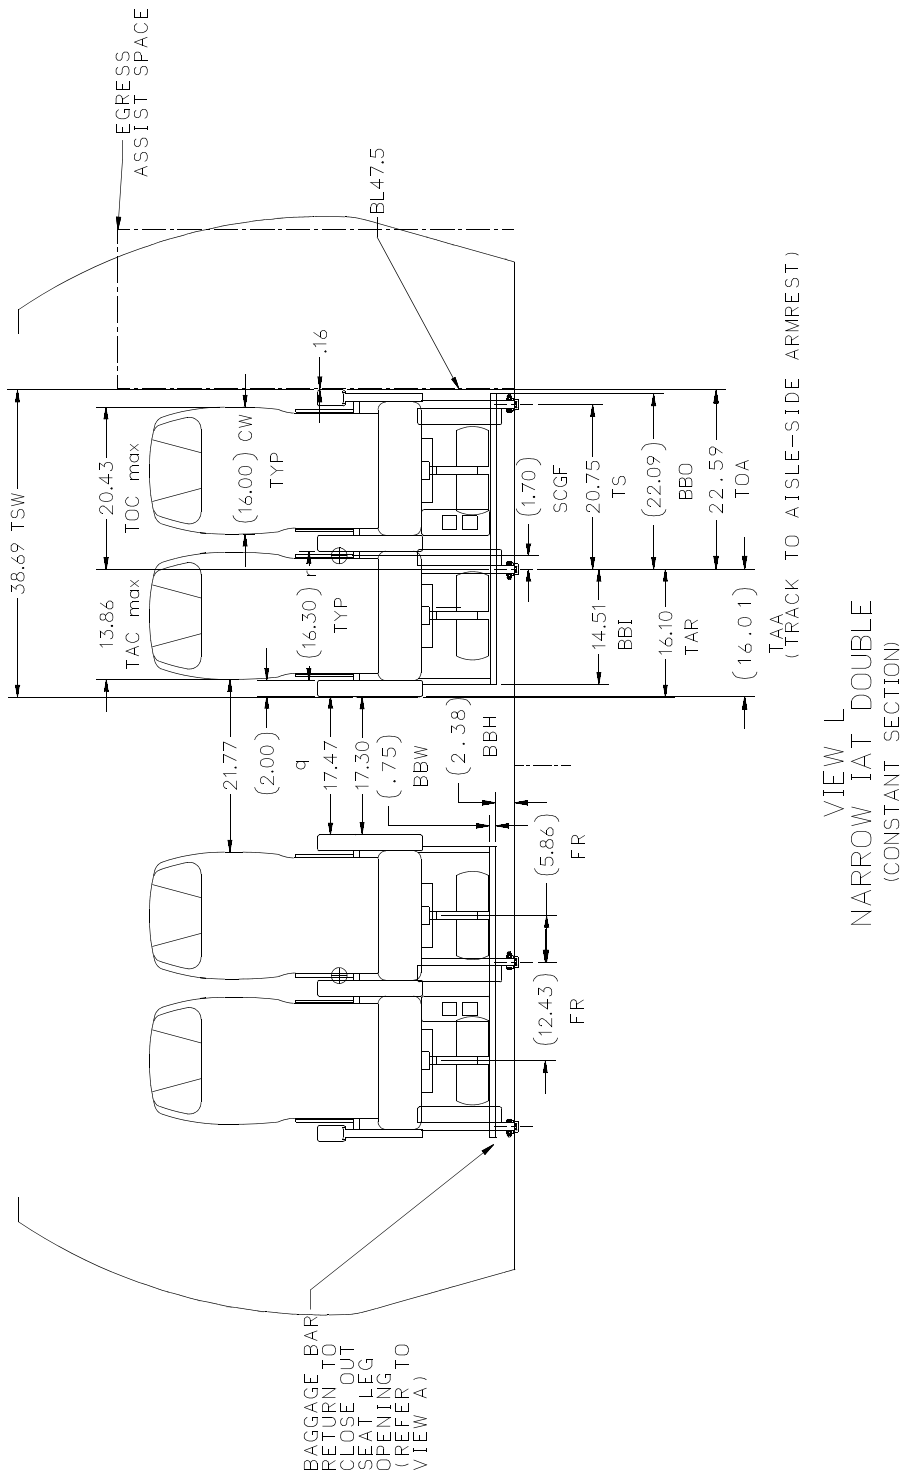 EGRESS
ASSIST SPACE
BL47.5
.16
38.69 TSW
20.43
TOC max
13.86
TAC max
(16.00) CW
TYP
(16.30) r
TYP
21.77
(2.00)
q
17.47
17.30
(.75)
BBW
(2.38)
BBH
(1.70)
SCGF
20.75
TS
(22.09)
BBO
22.59
TOA
14.51
BBI
16.10
TAR
(16.01)
TAA
(TRACK TO AISLE-SIDE ARMREST)
(5.86)
FR
(12.43)
FR
BAGGAGE BAR
RETURN TO
CLOSE OUT
SEAT LEG
OPENING
(REFER TO
VIEW A)
VIEW L
NARROW IAT DOUBLE
(CONSTANT SECTION)